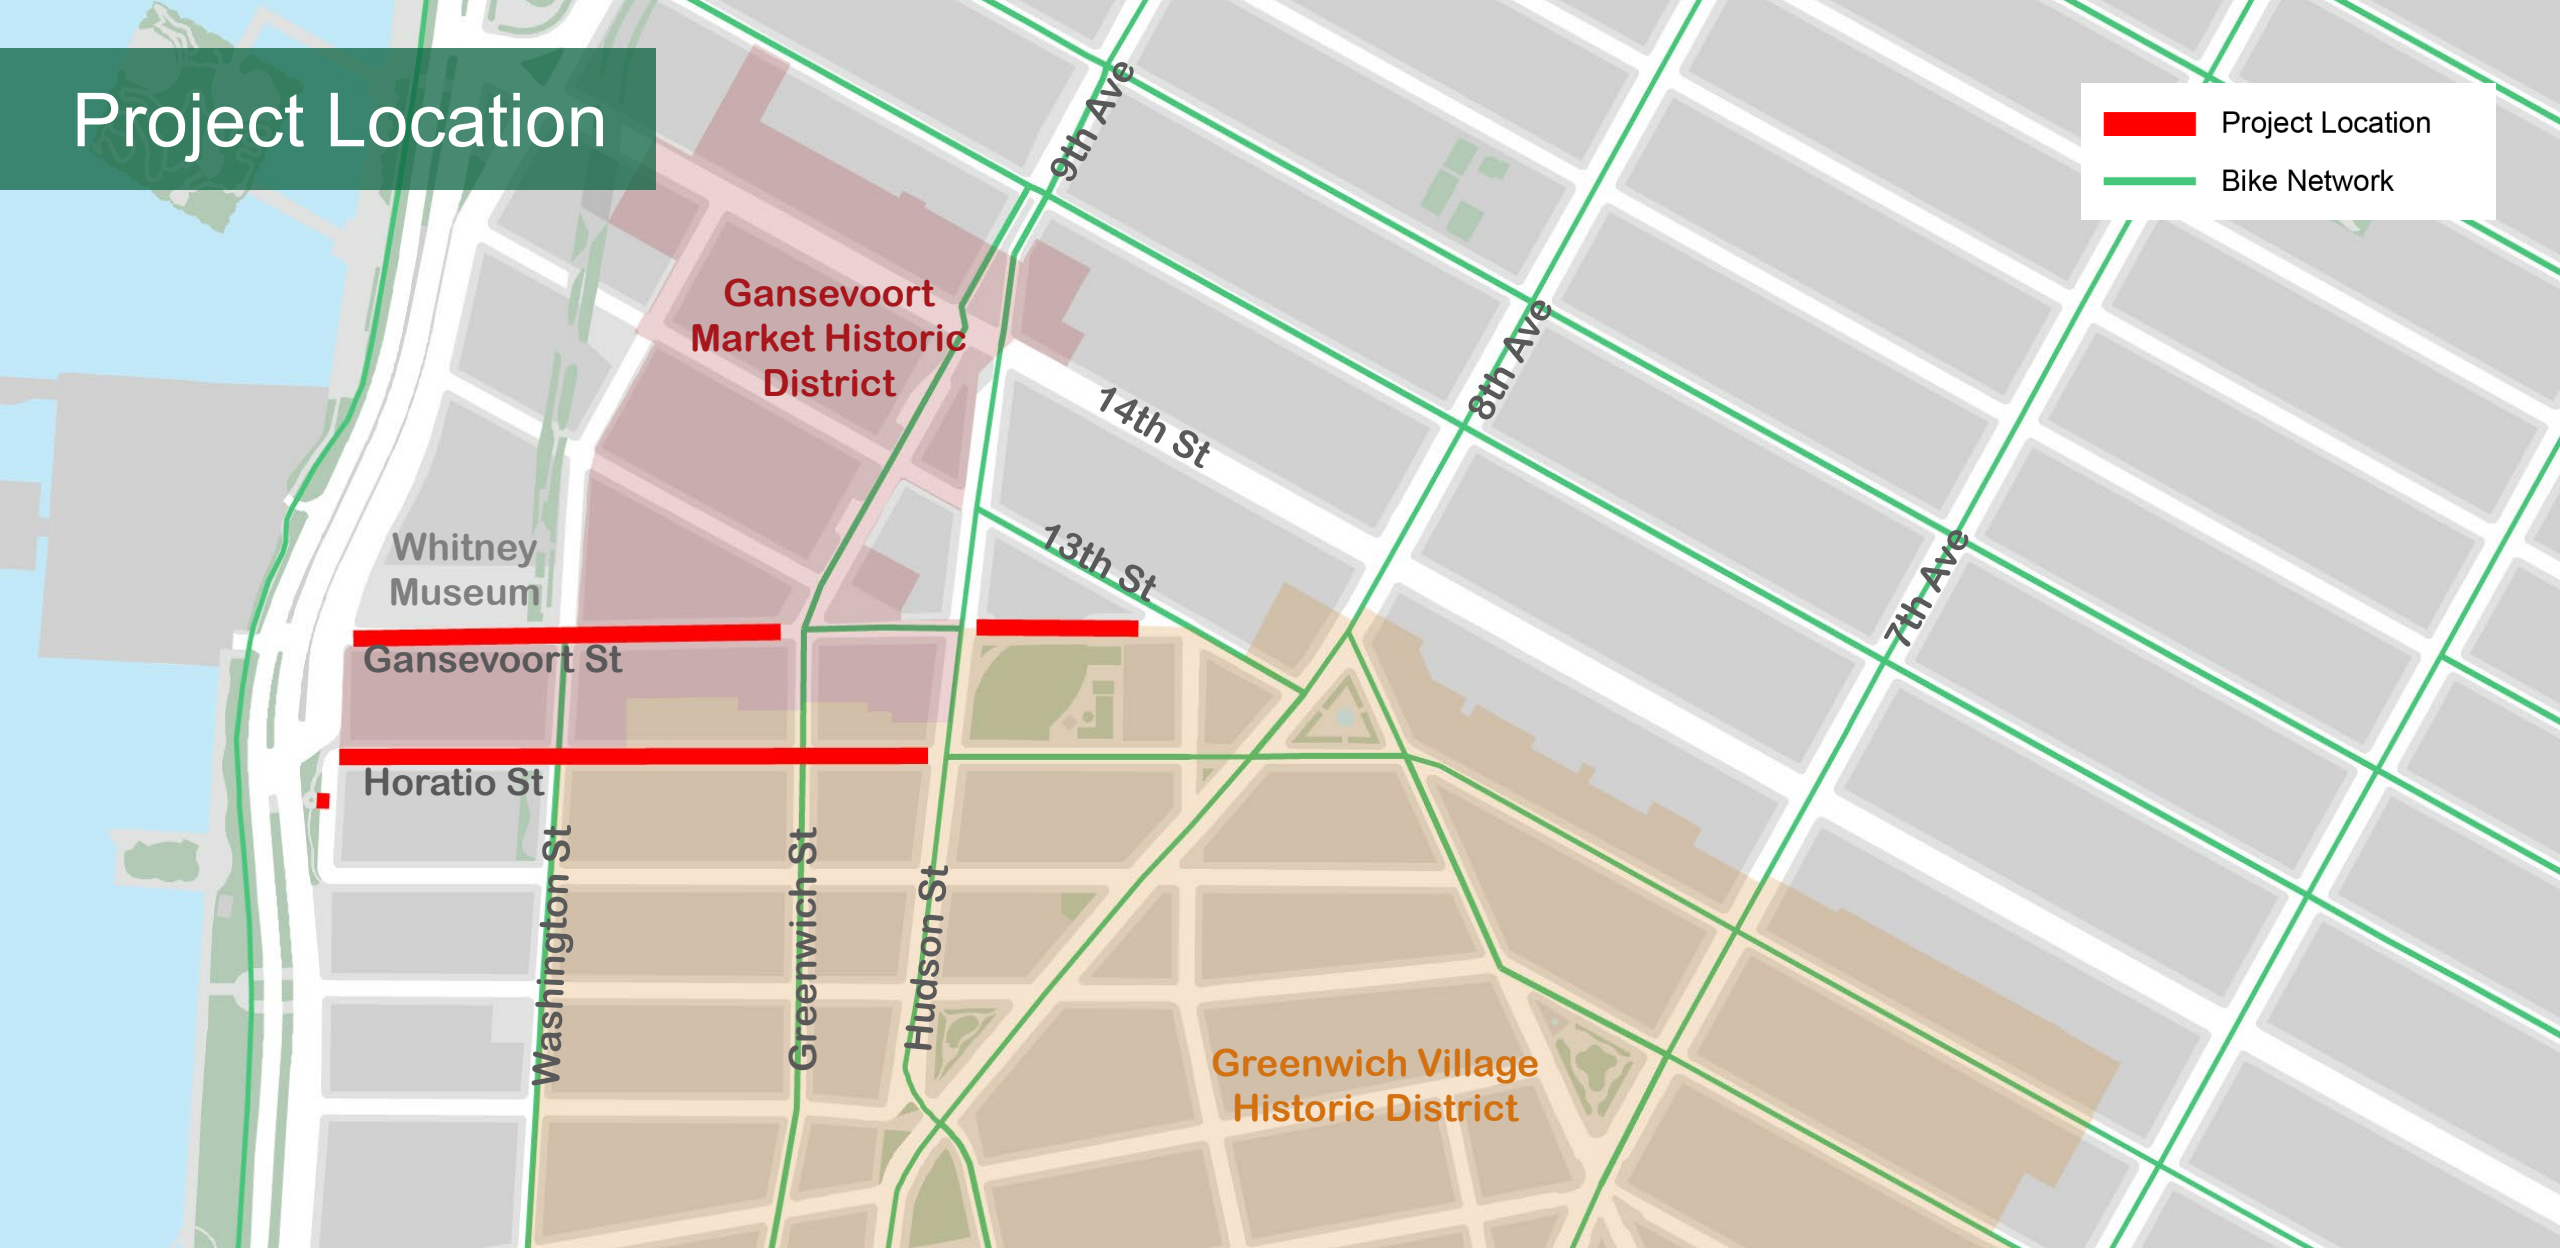 Project Location
Project Location
Bike Network
9th Ave
Gansevoort
Market Historic
District
14th St
8th Ave
13th St
7th Ave
Whitney
Museum
Gansevoort St
Horatio St
Washington St
Greenwich St
Hudson St
Greenwich Village
Historic District